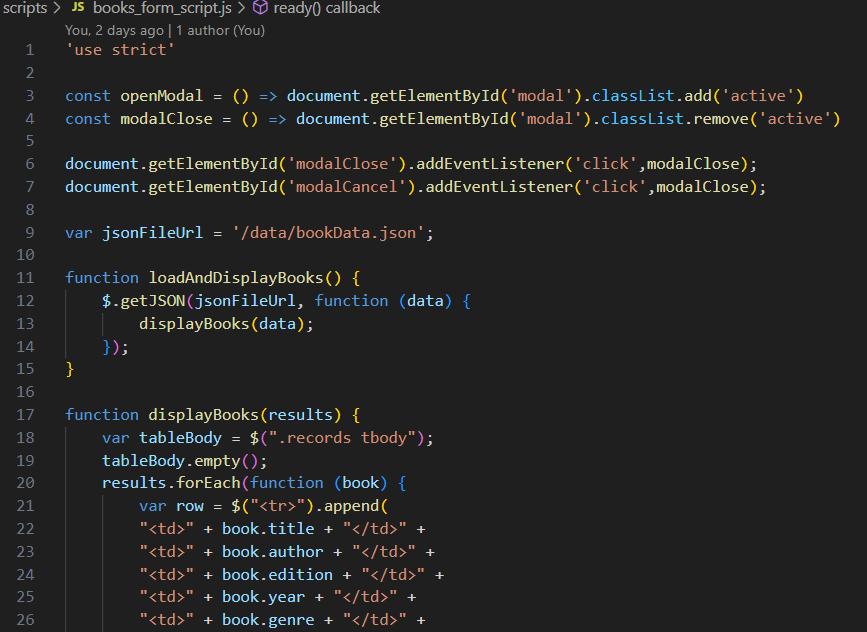 scripts > JS books_form_script.js > ready() callback
You, 2 days ago | 1 author (You)
1 'use strict'
2
3 const openModal = () => document.getElementById('modal').classList.add('active')
4 const modalClose = () => document.getElementById('modal').classList.remove('active')
5
6 document.getElementById('modalClose').addEventListener('click',modalClose);
7 document.getElementById('modalCancel').addEventListener('click',modalClose);
8
9 var jsonFileUrl = '/data/bookData.json';
10
11 function loadAndDisplayBooks() {
12     $.getJSON(jsonFileUrl, function (data) {
13         displayBooks(data);
14     });
15 }
16
17 function displayBooks(results) {
18     var tableBody = $(".records tbody");
19     tableBody.empty();
20     results.forEach(function (book) {
21         var row = $("<tr>").append(
22         "<td>" + book.title + "</td>" +
23         "<td>" + book.author + "</td>" +
24         "<td>" + book.edition + "</td>" +
25         "<td>" + book.year + "</td>" +
26         "<td>" + book.genre + "</td>" +